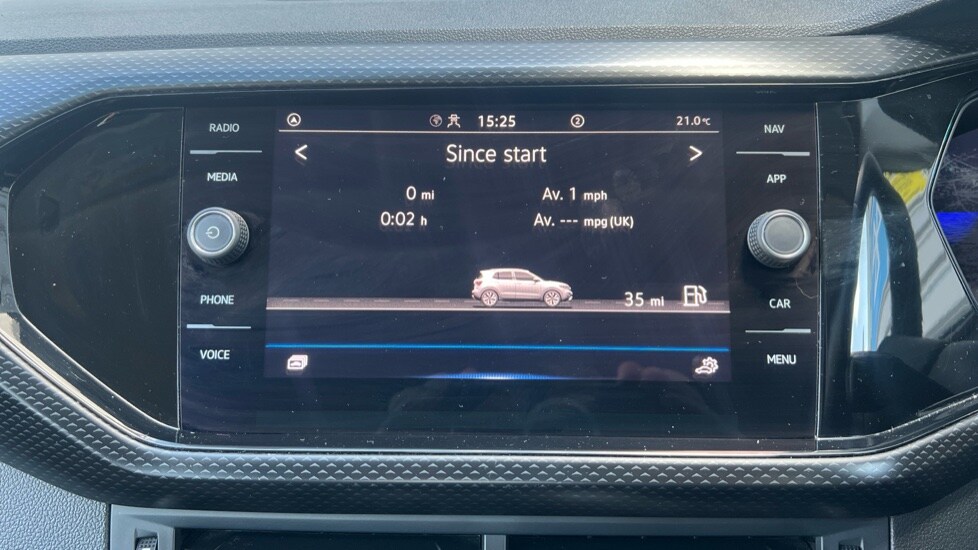 RADIO
MEDIA
PHONE
VOICE
15:25
2
21.0°C
< Since start >
0 mi
Av. 1 mph
0:02 h
Av. --- mpg (UK)
35 mi
NAV
APP
CAR
MENU